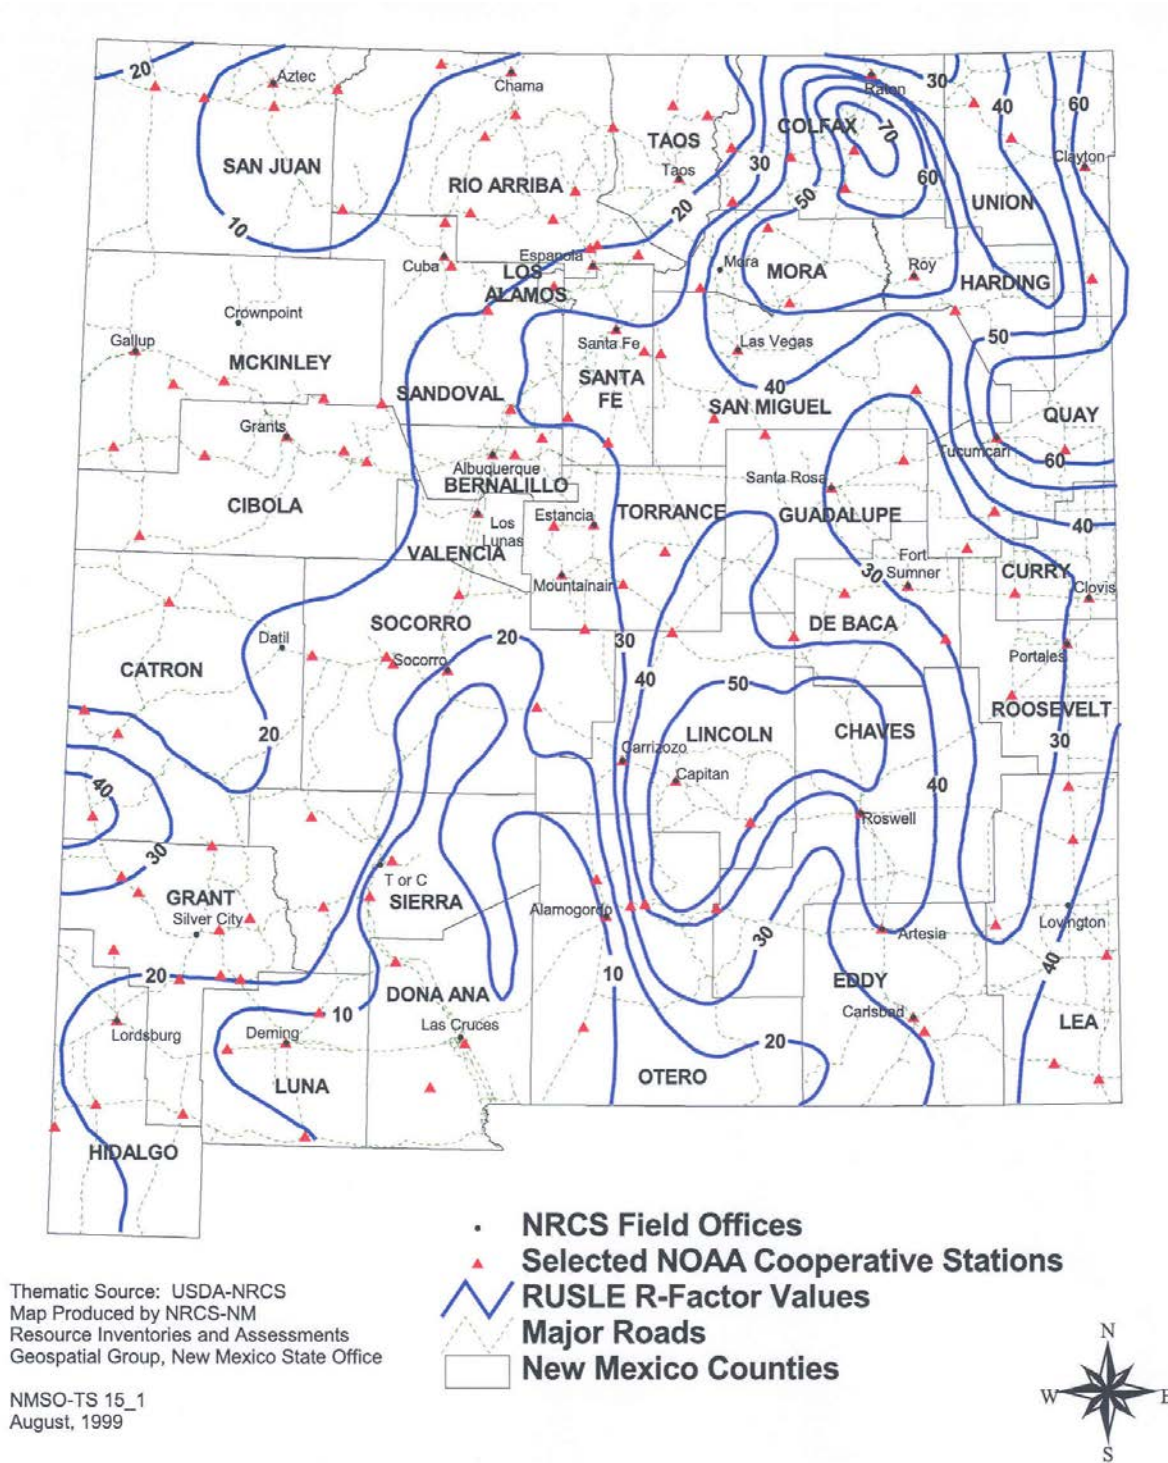 20
Aztec
Chama
Raton
30
40
60
COLFAX
70
TAOS
Taos
30
Clayton
SAN JUAN
RIO ARRIBA
60
50
UNION
20
10
Espanola
Cuba
LOS
ALAMOS
Mora
MORA
Roy
HARDING
Crownpoint
Gallup
MCKINLEY
Santa Fe
Las Vegas
50
SANTA
FE
40
SANDOVAL
SAN MIGUEL
QUAY
Grants
Tucumcari
60
Albuquerque
BERNALILLO
Santa Rosa
CIBOLA
Los
Lunas
Estancia
TORRANCE
GUADALUPE
40
VALENCIA
Fort
Sumner
30
CURRY
Clovis
Mountainair
SOCORRO
20
30
DE BACA
Datil
Socorro
Portales
CATRON
40
50
ROOSEVELT
20
LINCOLN
CHAVES
30
Carrizozo
Capitan
40
40
Roswell
30
T or C
GRANT
SIERRA
Silver City
Alamogordo
30
Artesia
Lovington
20
10
40
EDDY
DONA ANA
10
Carlsbad
Lordsburg
Deming
Las Cruces
LEA
20
LUNA
OTERO
HIDALGO
NRCS Field Offices
Selected NOAA Cooperative Stations
RUSLE R-Factor Values
Major Roads
New Mexico Counties
Thematic Source: USDA-NRCS
Map Produced by NRCS-NM
Resource Inventories and Assessments
Geospatial Group, New Mexico State Office
NMSO-TS 15_1
August, 1999
N
W
E
S